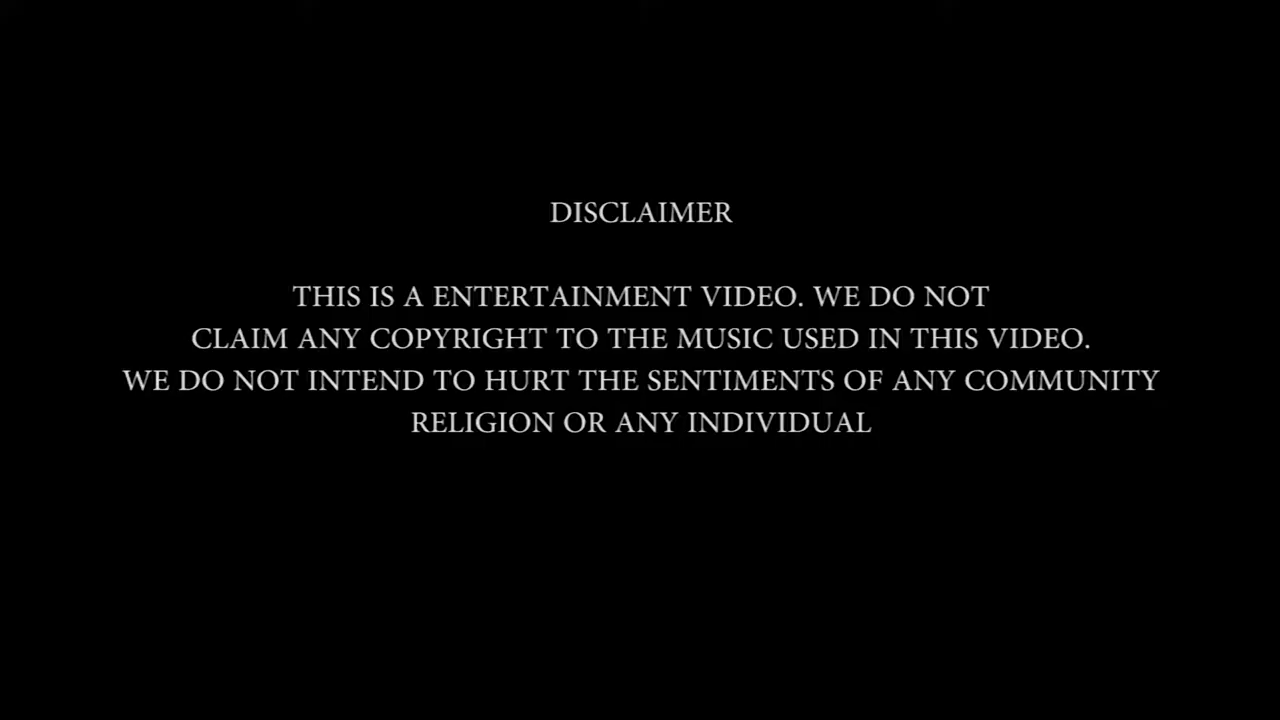 DISCLAIMER
THIS IS A ENTERTAINMENT VIDEO. WE DO NOT
CLAIM ANY COPYRIGHT TO THE MUSIC USED IN THIS VIDEO.
WE DO NOT INTEND TO HURT THE SENTIMENTS OF ANY COMMUNITY
RELIGION OR ANY INDIVIDUAL